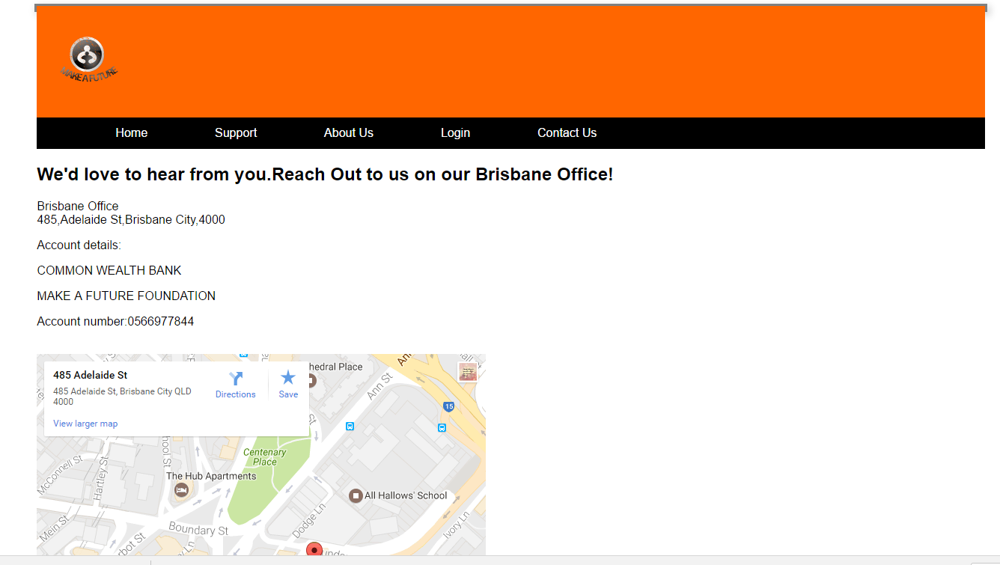 MAKE A FUTURE
Home Support About Us Login Contact Us
We'd love to hear from you.Reach Out to us on our Brisbane Office!
Brisbane Office
485,Adelaide St,Brisbane City,4000
Account details:
COMMON WEALTH BANK
MAKE A FUTURE FOUNDATION
Account number:0566977844
485 Adelaide St
485 Adelaide St, Brisbane City QLD
4000
Directions
Save
View larger map
hedral Place
Ann
Ann St
15
Centenary
Place
The Hub Apartments
All Hallows' School
McConnell St
Hartley St
hool St
Boundary St
Dodge Ln
Ivory Ln
Mein St
bot St